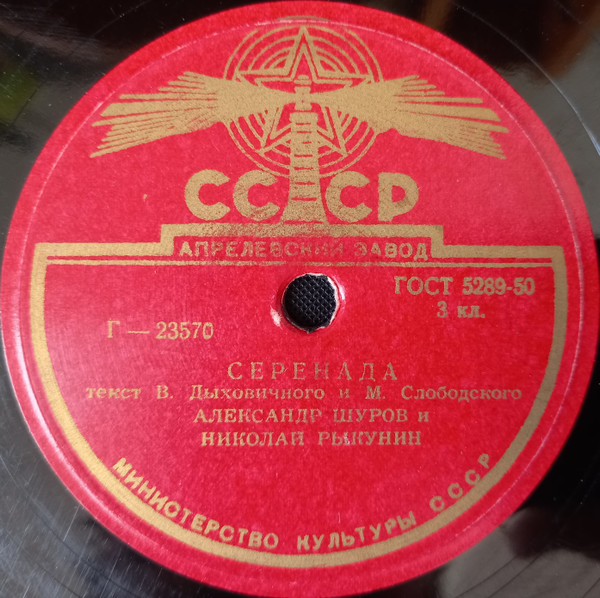 СССР
АПРЕЛЕВСКИЙ ЗАВОД
ГОСТ 5289-50
3 кл.
Г — 23570
СЕРЕНАДА
текст В. Дыховичного и М. Слободского
АЛЕКСАНДР ШУРОВ и
НИКОЛАЙ РЫКУНИН
МИНИСТЕРСТВО КУЛЬТУРЫ СССР